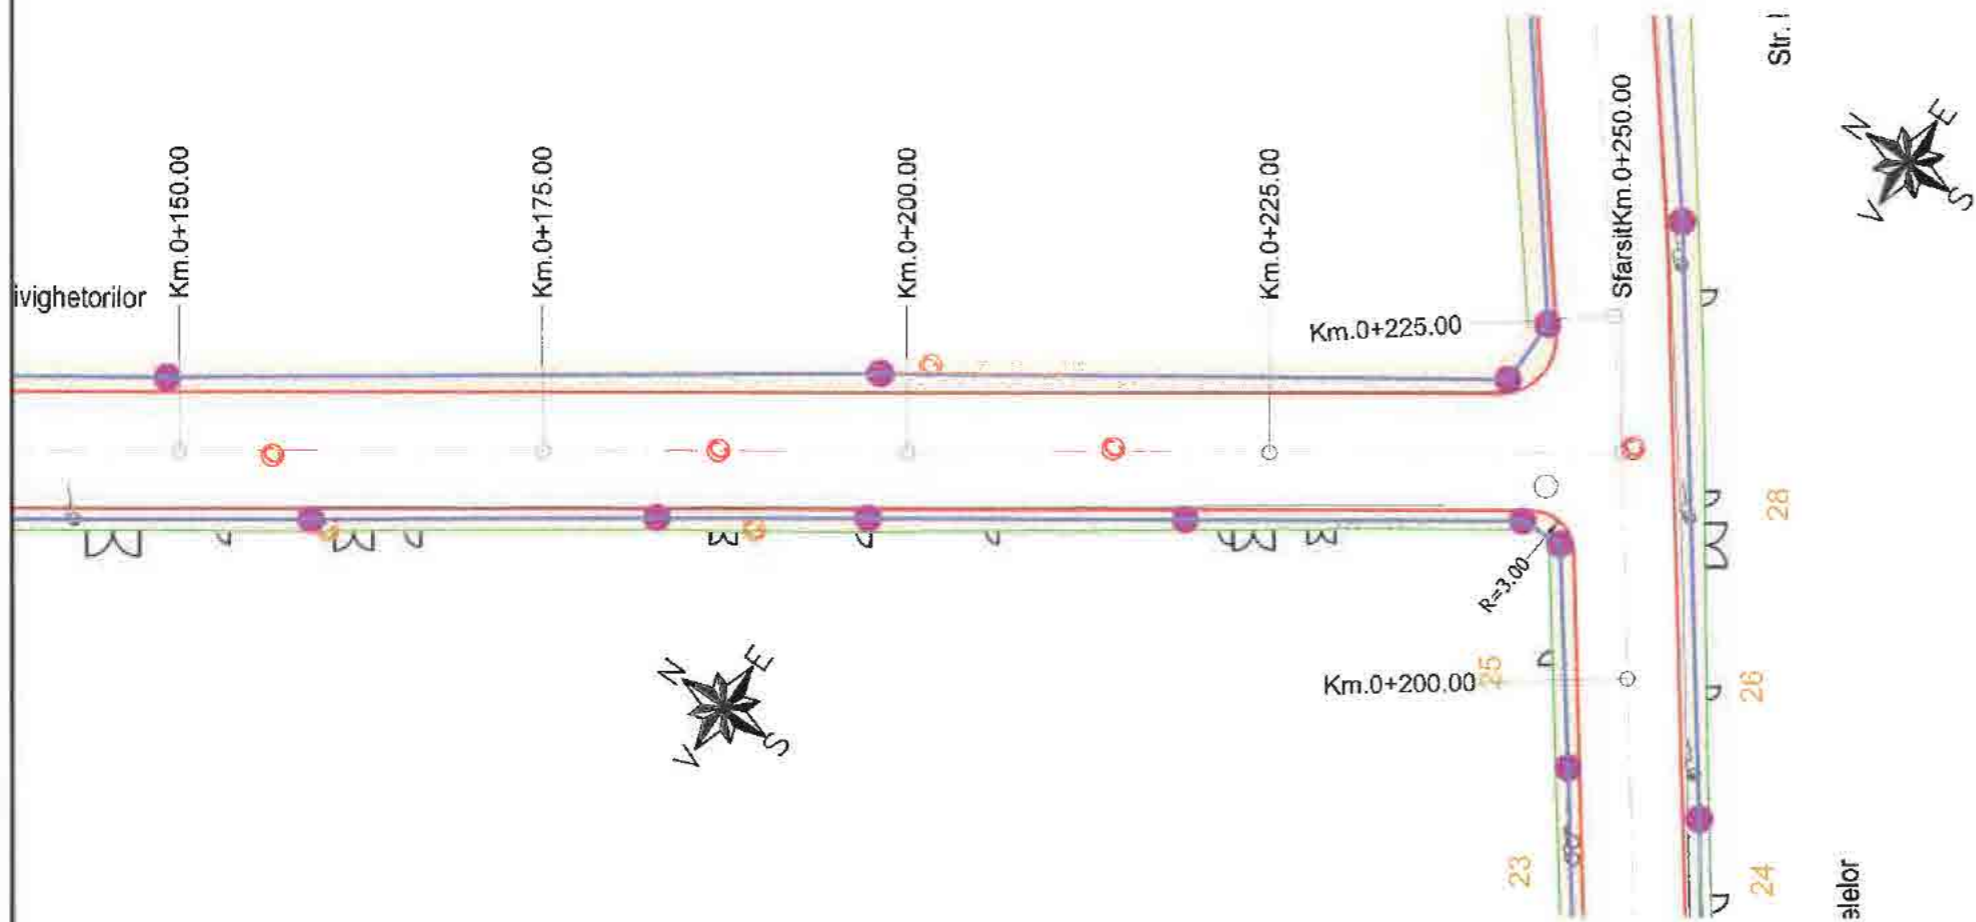 Str.
N
E
V
S
SfarsitKm.0+250.00
Km.0+150.00
Km.0+175.00
Km.0+200.00
Km.0+225.00
ivighetorilor
Km.0+225.00
28
R=3.00
N
E
V
S
25
Km.0+200.00
26
23
24
elelor